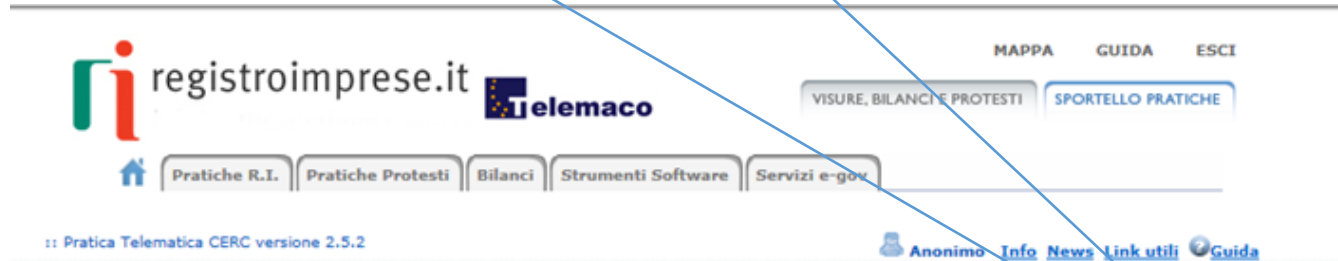 MAPPA GUIDA ESCI
registroimprese.it Telemaco
VISURE, BILANCI E PROTESTI SPORTELLO PRATICHE
Pratiche R.I. Pratiche Protesti Bilanci Strumenti Software Servizi e-gov
:: Pratica Telematica CERC versione 2.5.2
Anonimo Info News Link utili Guida